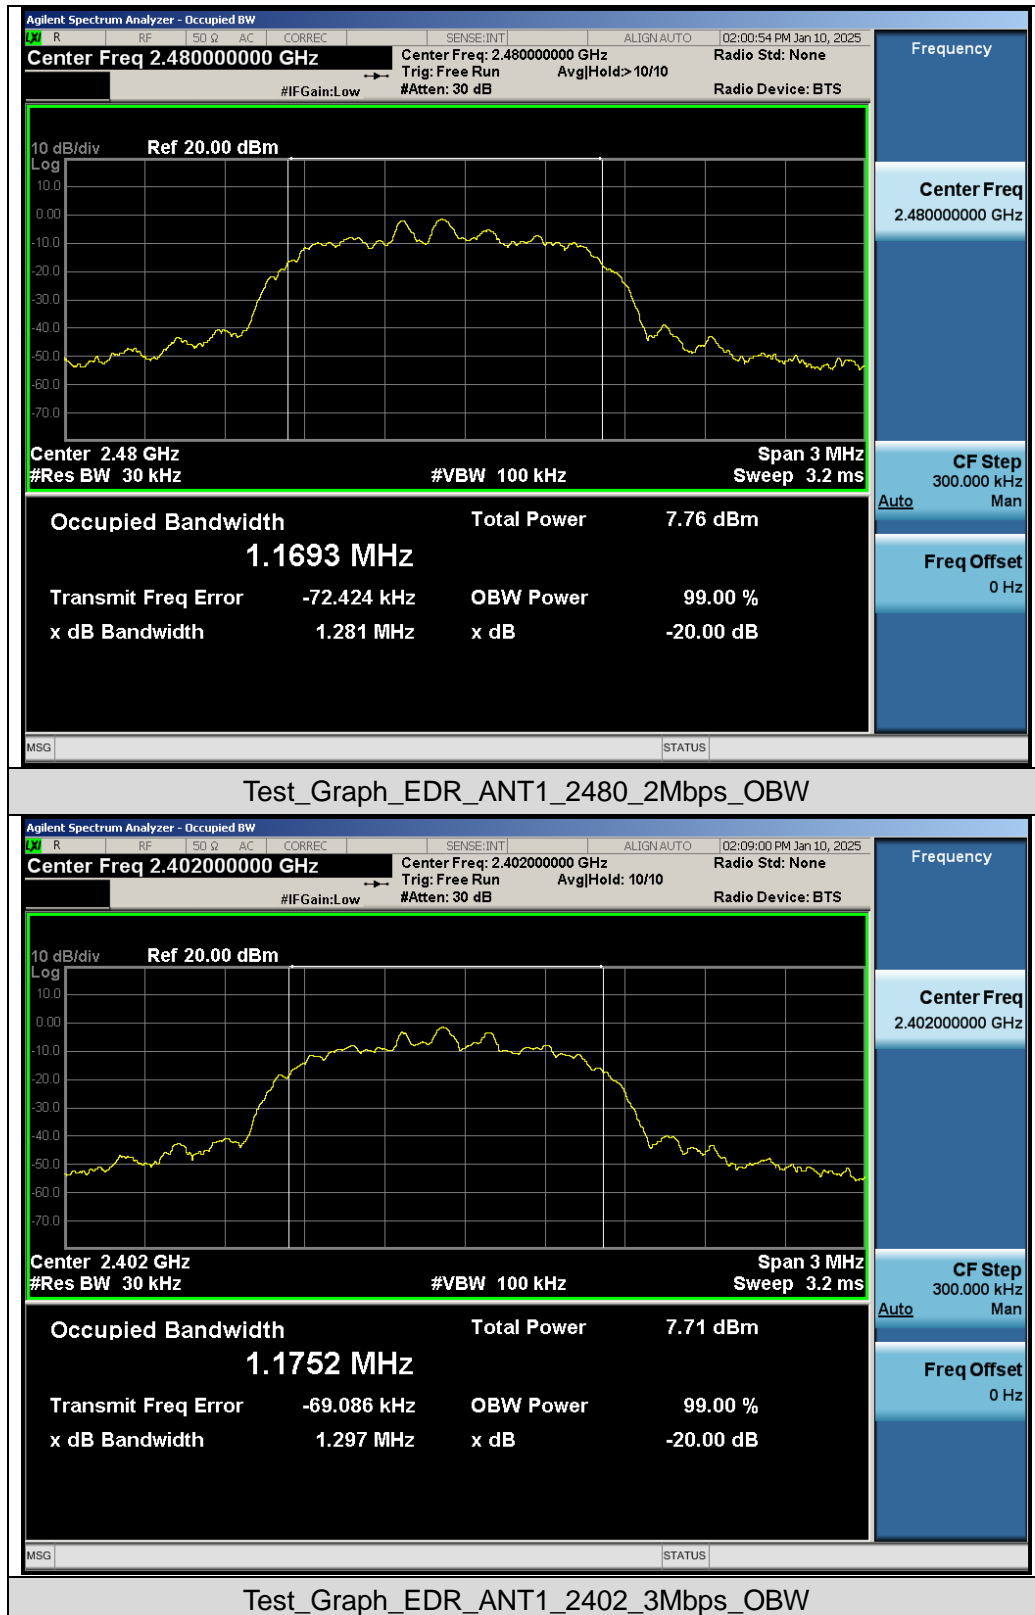 Agilent Spectrum Analyzer - Occupied BW
LXI R RF 50 Ω AC CORREC SENSE:INT ALIGN AUTO 02:00:54 PM Jan 10, 2025
Center Freq 2.480000000 GHz
Center Freq: 2.480000000 GHz Radio Std: None
Trig: Free Run Avg|Hold:> 10/10
#IFGain:Low #Atten: 30 dB Radio Device: BTS
Frequency
10 dB/div Ref 20.00 dBm
Log
10.0
0.00
-10.0
-20.0
-30.0
-40.0
-50.0
-60.0
-70.0
Center 2.48 GHz Span 3 MHz
#Res BW 30 kHz #VBW 100 kHz Sweep 3.2 ms
Center Freq
2.480000000 GHz
CF Step
300.000 kHz
Auto Man
Freq Offset
0 Hz
Occupied Bandwidth Total Power 7.76 dBm
1.1693 MHz
Transmit Freq Error -72.424 kHz OBW Power 99.00 %
x dB Bandwidth 1.281 MHz x dB -20.00 dB
MSG STATUS
Test_Graph_EDR_ANT1_2480_2Mbps_OBW
Agilent Spectrum Analyzer - Occupied BW
LXI R RF 50 Ω AC CORREC SENSE:INT ALIGN AUTO 02:09:00 PM Jan 10, 2025
Center Freq 2.402000000 GHz
Center Freq: 2.402000000 GHz Radio Std: None
Trig: Free Run Avg|Hold: 10/10
#IFGain:Low #Atten: 30 dB Radio Device: BTS
Frequency
10 dB/div Ref 20.00 dBm
Log
10.0
0.00
-10.0
-20.0
-30.0
-40.0
-50.0
-60.0
-70.0
Center 2.402 GHz Span 3 MHz
#Res BW 30 kHz #VBW 100 kHz Sweep 3.2 ms
Center Freq
2.402000000 GHz
CF Step
300.000 kHz
Auto Man
Freq Offset
0 Hz
Occupied Bandwidth Total Power 7.71 dBm
1.1752 MHz
Transmit Freq Error -69.086 kHz OBW Power 99.00 %
x dB Bandwidth 1.297 MHz x dB -20.00 dB
MSG STATUS
Test_Graph_EDR_ANT1_2402_3Mbps_OBW